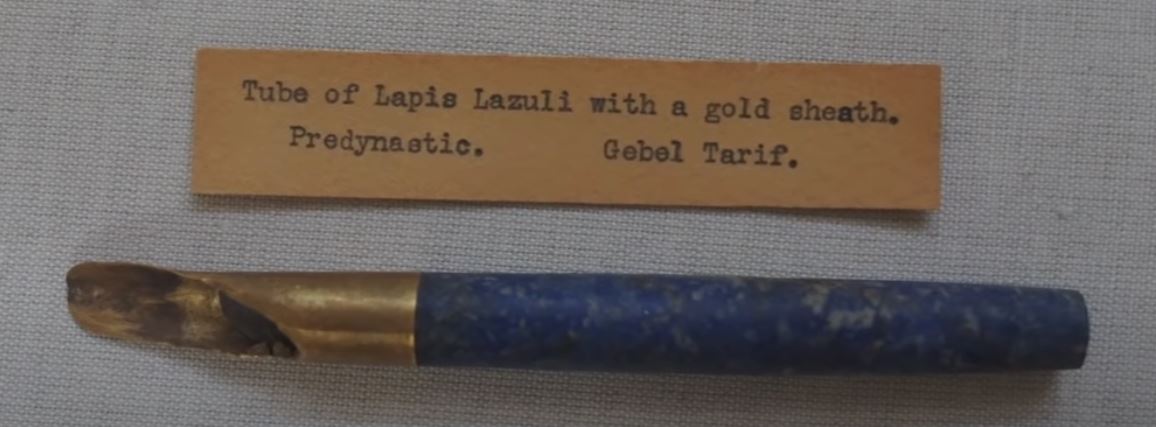 Tube of Lapis Lazuli with a gold sheath.
Predynastic. Gebel Tarif.